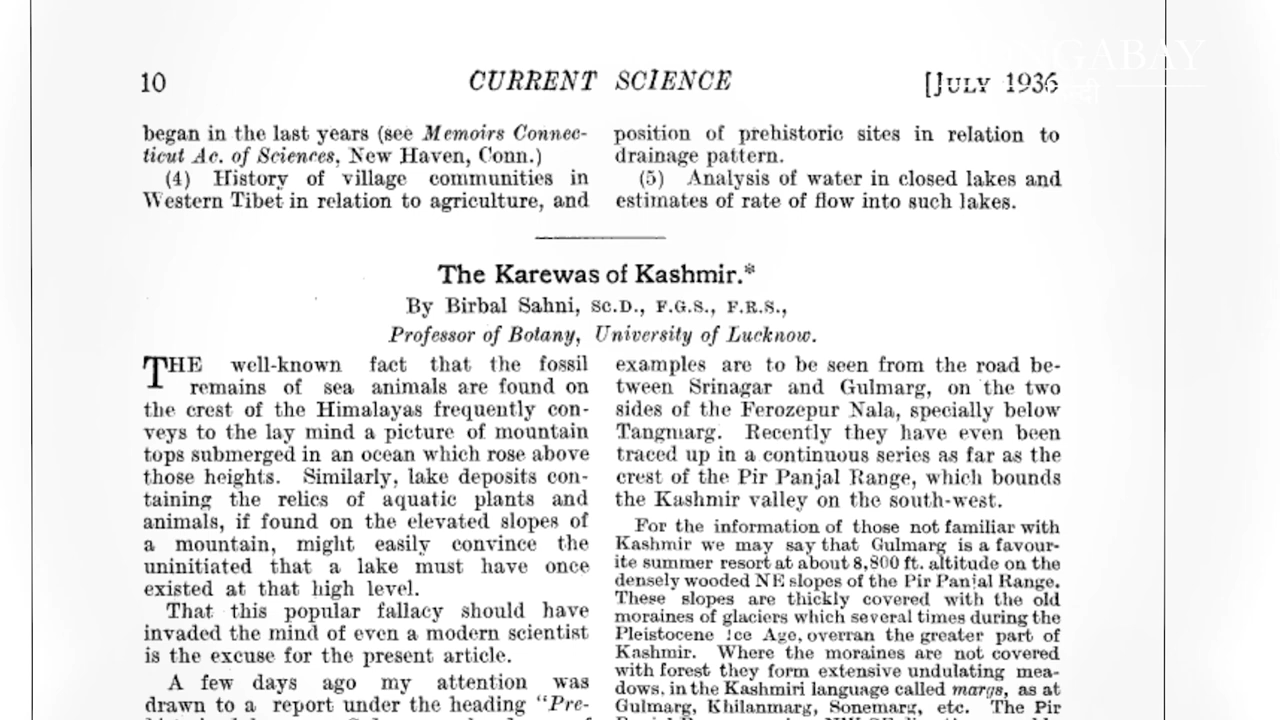 10
CURRENT SCIENCE
[JULY 1936
began in the last years (see Memoirs Connec-
ticut Ac. of Sciences, New Haven, Conn.)
(4) History of village communities in
Western Tibet in relation to agriculture, and
position of prehistoric sites in relation to
drainage pattern.
(5) Analysis of water in closed lakes and
estimates of rate of flow into such lakes.
The Karewas of Kashmir.*
By Birbal Sahni, SC.D., F.G.S., F.R.S.,
Professor of Botany, University of Lucknow.
THE well-known fact that the fossil
remains of sea animals are found on
the crest of the Himalayas frequently con-
veys to the lay mind a picture of mountain
tops submerged in an ocean which rose above
those heights. Similarly, lake deposits con-
taining the relics of aquatic plants and
animals, if found on the elevated slopes of
a mountain, might easily convince the
uninitiated that a lake must have once
existed at that high level.
That this popular fallacy should have
invaded the mind of even a modern scientist
is the excuse for the present article.
A few days ago my attention was
drawn to a report under the heading "Pre-
examples are to be seen from the road be-
tween Srinagar and Gulmarg, on the two
sides of the Ferozepur Nala, specially below
Tangmarg. Recently they have even been
traced up in a continuous series as far as the
crest of the Pir Panjal Range, which bounds
the Kashmir valley on the south-west.
For the information of those not familiar with
Kashmir we may say that Gulmarg is a favour-
ite summer resort at about 8,800 ft. altitude on the
densely wooded NE slopes of the Pir Panjal Range.
These slopes are thickly covered with the old
moraines of glaciers which several times during the
Pleistocene Ice Age, overran the greater part of
Kashmir. Where the moraines are not covered
with forest they form extensive undulating mea-
dows, in the Kashmiri language called margs, as at
Gulmarg, Khilanmarg, Sonemarg, etc. The Pir